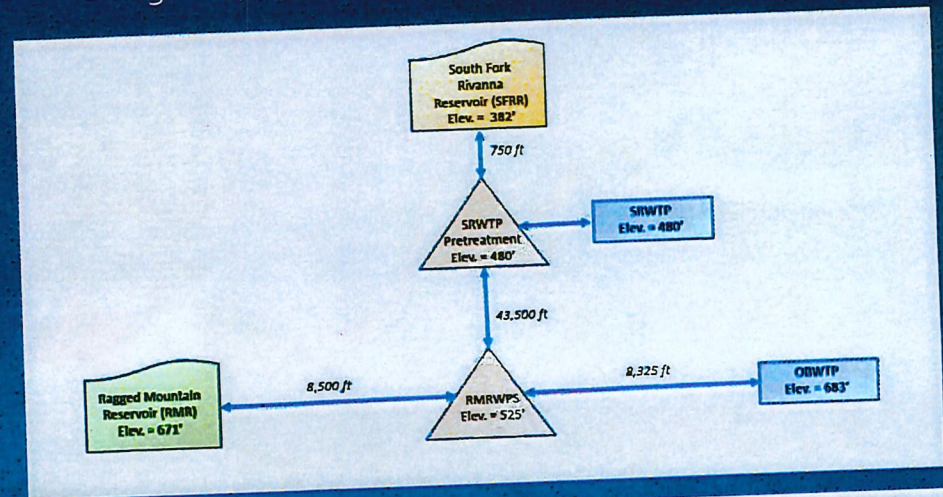 South Fork
Rivanna
Reservoir (SFRR)
Elev. = 382'
750 ft
SRWTP
Pretreatment
Elev. = 480'
SRWTP
Elev. = 480'
43,500 ft
Ragged Mountain
Reservoir (RMR)
Elev. = 671'
8,500 ft
RMRWPS
Elev. = 525'
8,325 ft
OBWTP
Elev. = 683'